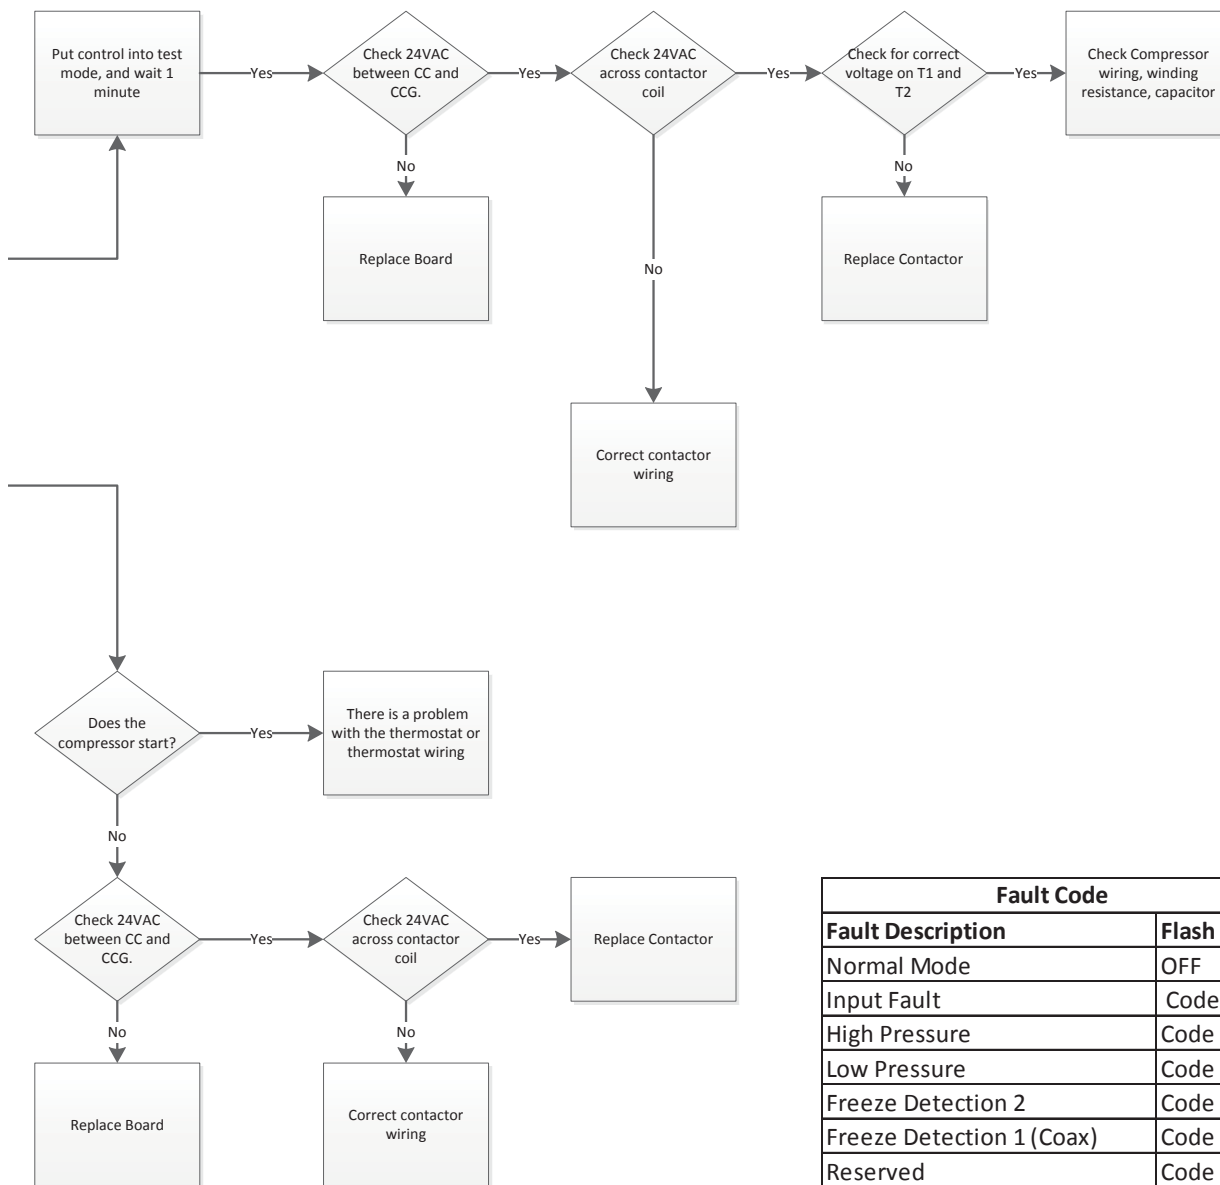 Put control into test
mode, and wait 1
minute
Yes
Check 24VAC
between CC and
CCG.
Yes
Check 24VAC
across contactor
coil
Yes
Check for correct
voltage on T1 and
T2
Yes
Check Compressor
wiring, winding
resistance, capacitor
No
Replace Board
No
Correct contactor
wiring
No
Replace Contactor
Does the
compressor start?
Yes
There is a problem
with the thermostat or
thermostat wiring
No
Check 24VAC
between CC and
CCG.
Yes
Check 24VAC
across contactor
coil
Yes
Replace Contactor
No
Replace Board
No
Correct contactor
wiring
Fault Code
Fault Description Flash
Normal Mode OFF
Input Fault Code
High Pressure Code
Low Pressure Code
Freeze Detection 2 Code
Freeze Detection 1 (Coax) Code
Reserved Code